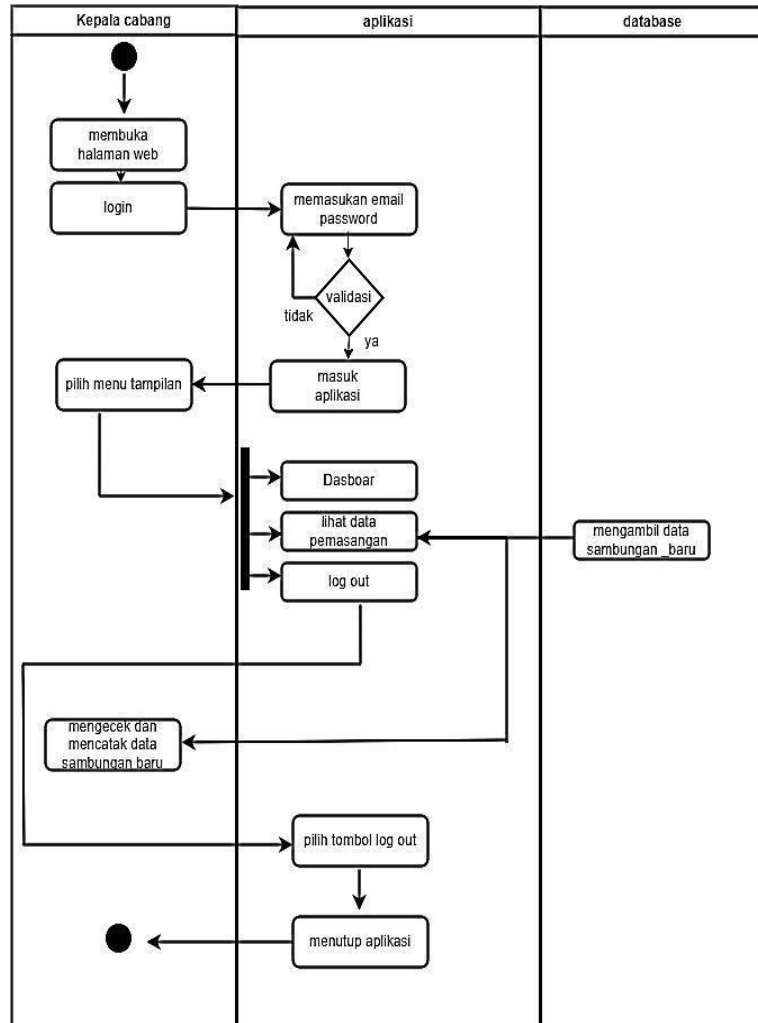 Kepala cabang
aplikasi
database
membuka
halaman web
login
memasukan email
password
validasi
tidak
ya
masuk
aplikasi
pilih menu tampilan
Dasboar
lihat data
pemasangan
mengambil data
sambungan _baru
log out
mengecek dan
mencatak data
sambungan baru
pilih tombol log out
menutup aplikasi